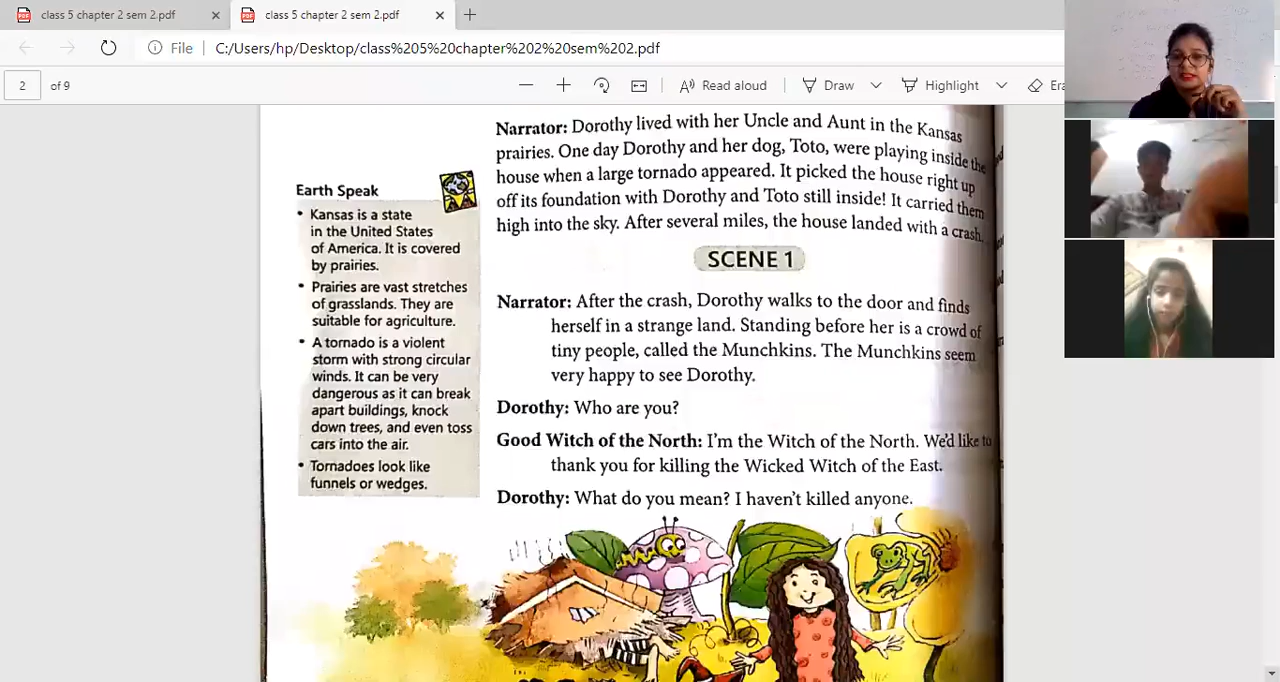 class 5 chapter 2 sem 2.pdf
class 5 chapter 2 sem 2.pdf
File
C:/Users/hp/Desktop/class%205%20chapter%202%20sem%202.pdf
2
of 9
Read aloud
Draw
Highlight
Narrator: Dorothy lived with her Uncle and Aunt in the Kansas
prairies. One day Dorothy and her dog, Toto, were playing inside the
house when a large tornado appeared. It picked the house right up
off its foundation with Dorothy and Toto still inside! It carried them
high into the sky. After several miles, the house landed with a crash.
Earth Speak
• Kansas is a state
in the United States
of America. It is covered
by prairies.
• Prairies are vast stretches
of grasslands. They are
suitable for agriculture.
• A tornado is a violent
storm with strong circular
winds. It can be very
dangerous as it can break
apart buildings, knock
down trees, and even toss
cars into the air.
• Tornadoes look like
funnels or wedges.
SCENE 1
Narrator: After the crash, Dorothy walks to the door and finds
herself in a strange land. Standing before her is a crowd of
tiny people, called the Munchkins. The Munchkins seem
very happy to see Dorothy.
Dorothy: Who are you?
Good Witch of the North: I'm the Witch of the North. We'd like to
thank you for killing the Wicked Witch of the East.
Dorothy: What do you mean? I haven't killed anyone.